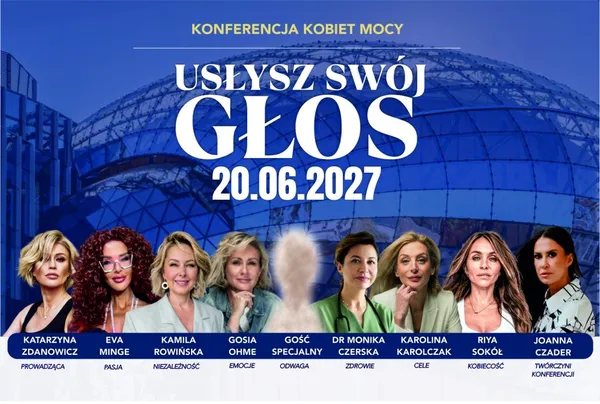 KONFERENCJA KOBIET MOCY
USŁYSZ SWÓJ
GŁOS
20.06.2027
KATARZYNA ZDANOWICZ
PROWADZĄCA
EVA MINGE
PASJA
KAMILA ROWIŃSKA
NIEZALEŻNOŚĆ
GOSIA OHME
EMOCJE
GOŚĆ SPECJALNY
ODWAGA
DR MONIKA CZERSKA
ZDROWIE
KAROLINA KAROLCZAK
CELE
RIYA SOKÓŁ
KOBIECOŚĆ
JOANNA CZADER
TWÓRCZYNI KONFERENCJI